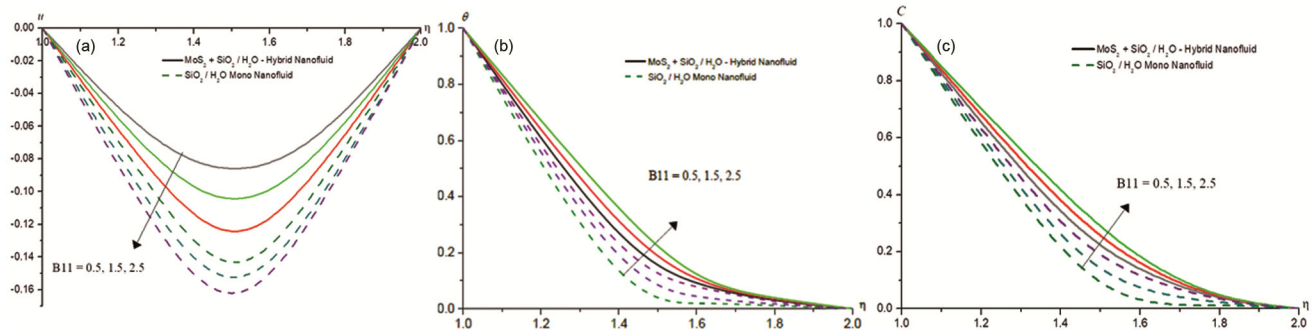 u
0.00
-0.02
-0.04
-0.06
-0.08
-0.10
-0.12
-0.14
-0.16
1.0 1.2 1.4 1.6 1.8 2.0
η
(a)
MoS2 + SiO2 / H2O - Hybrid Nanofluid
SiO2 / H2O Mono Nanofluid
B11 = 0.5, 1.5, 2.5
θ
1.0
0.8
0.6
0.4
0.2
0.0
1.0 1.2 1.4 1.6 1.8 2.0
η
(b)
MoS2 + SiO2 / H2O - Hybrid Nanofluid
SiO2 / H2O Mono Nanofluid
B11 = 0.5, 1.5, 2.5
C
1.0
0.8
0.6
0.4
0.2
0.0
1.0 1.2 1.4 1.6 1.8 2.0
η
(c)
MoS2 + SiO2 / H2O - Hybrid Nanofluid
SiO2 / H2O Mono Nanofluid
B11 = 0.5, 1.5, 2.5